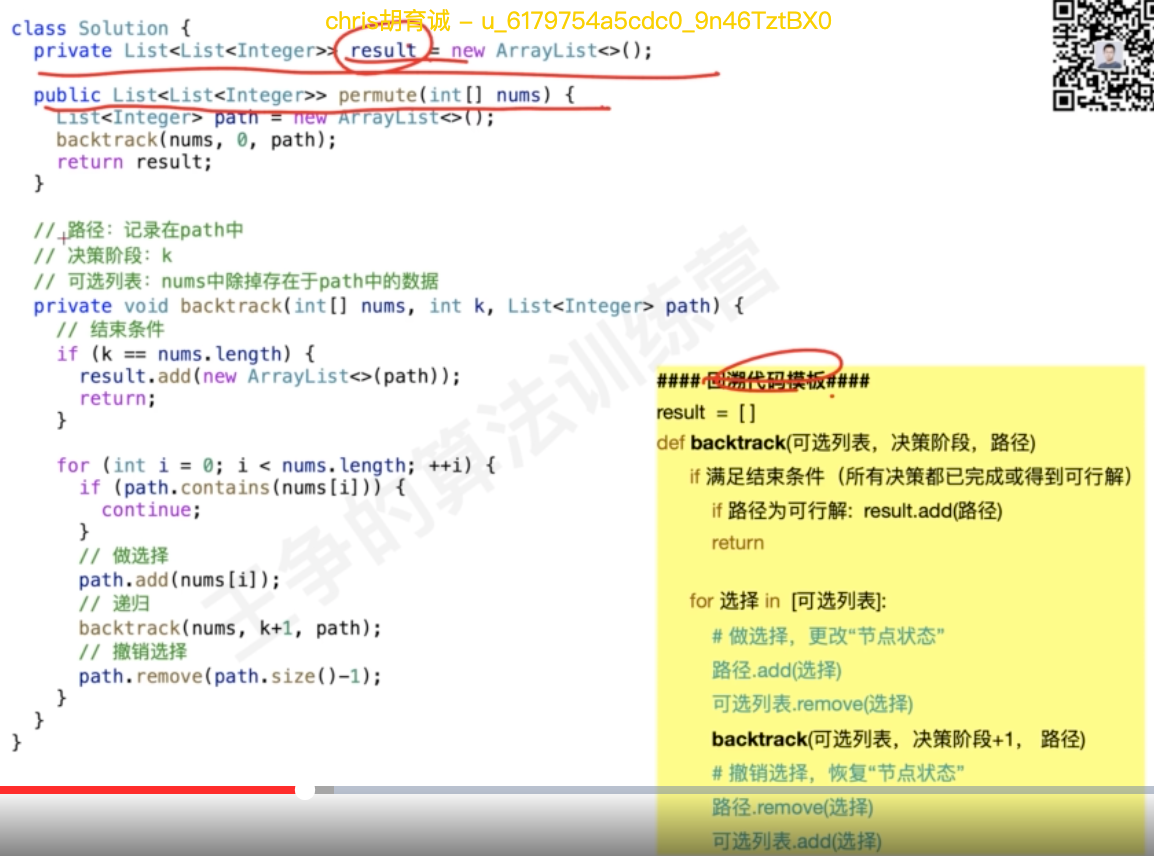 chris胡育诚 - u_6179754a5cdc0_9n46TztBX0
class Solution {
private List<List<Integer>> result = new ArrayList<>();
public List<List<Integer>> permute(int[] nums) {
List<Integer> path = new ArrayList<>();
backtrack(nums, 0, path);
return result;
}
// 路径：记录在path中
// 决策阶段：k
// 可选列表：nums中除掉存在于path中的数据
private void backtrack(int[] nums, int k, List<Integer> path) {
// 结束条件
if (k == nums.length) {
result.add(new ArrayList<>(path));
return;
}
for (int i = 0; i < nums.length; ++i) {
if (path.contains(nums[i])) {
continue;
}
// 做选择
path.add(nums[i]);
// 递归
backtrack(nums, k+1, path);
// 撤销选择
path.remove(path.size()-1);
}
}
}
#### 回溯代码模板####
result = []
def backtrack(可选列表，决策阶段，路径)
if 满足结束条件（所有决策都已完成或得到可行解）
if 路径为可行解：result.add(路径)
return
for 选择 in [可选列表]:
# 做选择，更改“节点状态”
路径.add(选择)
可选列表.remove(选择)
backtrack(可选列表，决策阶段+1， 路径)
# 撤销选择，恢复“节点状态”
路径.remove(选择)
可选列表.add(选择)
王争的算法训练营